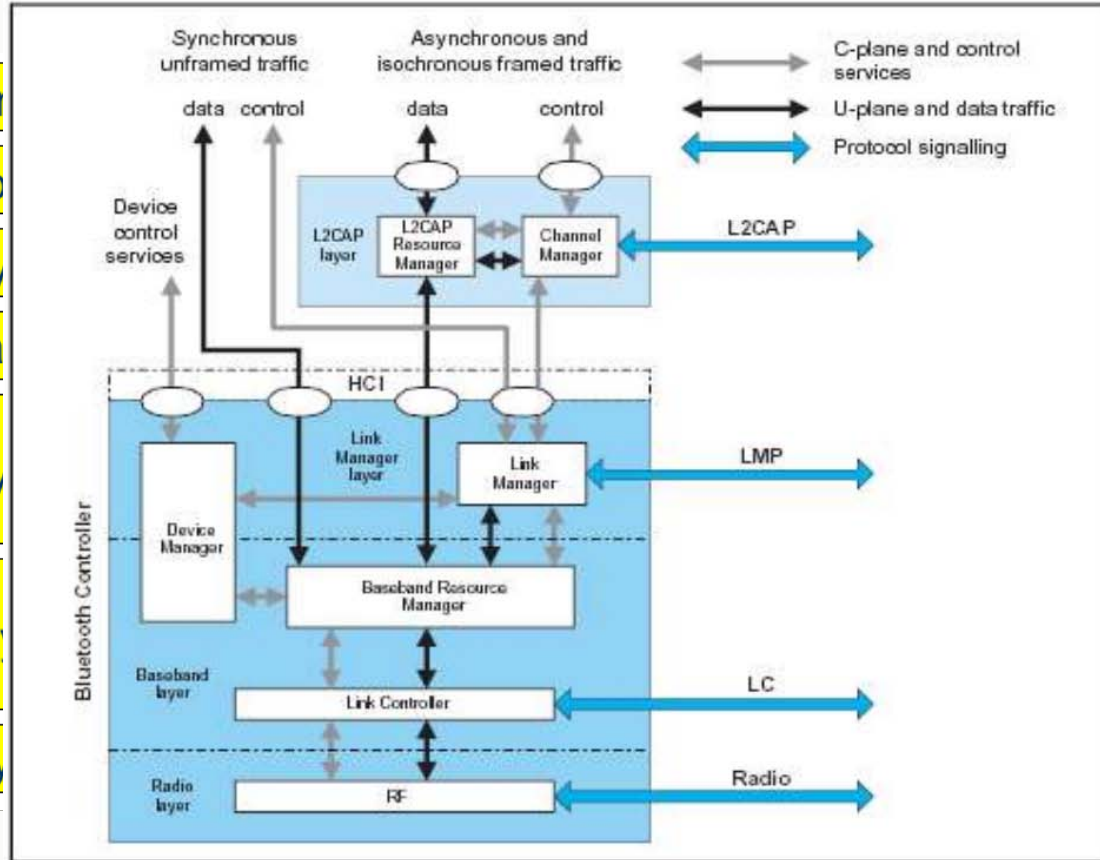 Synchronous
unframed traffic
Asynchronous and
isochronous framed traffic
C-plane and control
services
U-plane and data traffic
Protocol signalling
data
control
data
control
Device
control
services
L2CAP
layer
L2CAP
Resource
Manager
Channel
Manager
L2CAP
HCI
Link
Manager
layer
Link
Manager
LMP
Device
Manager
Baseband Resource
Manager
Bluetooth Controller
Baseband
layer
Link Controller
LC
Radio
layer
RF
Radio